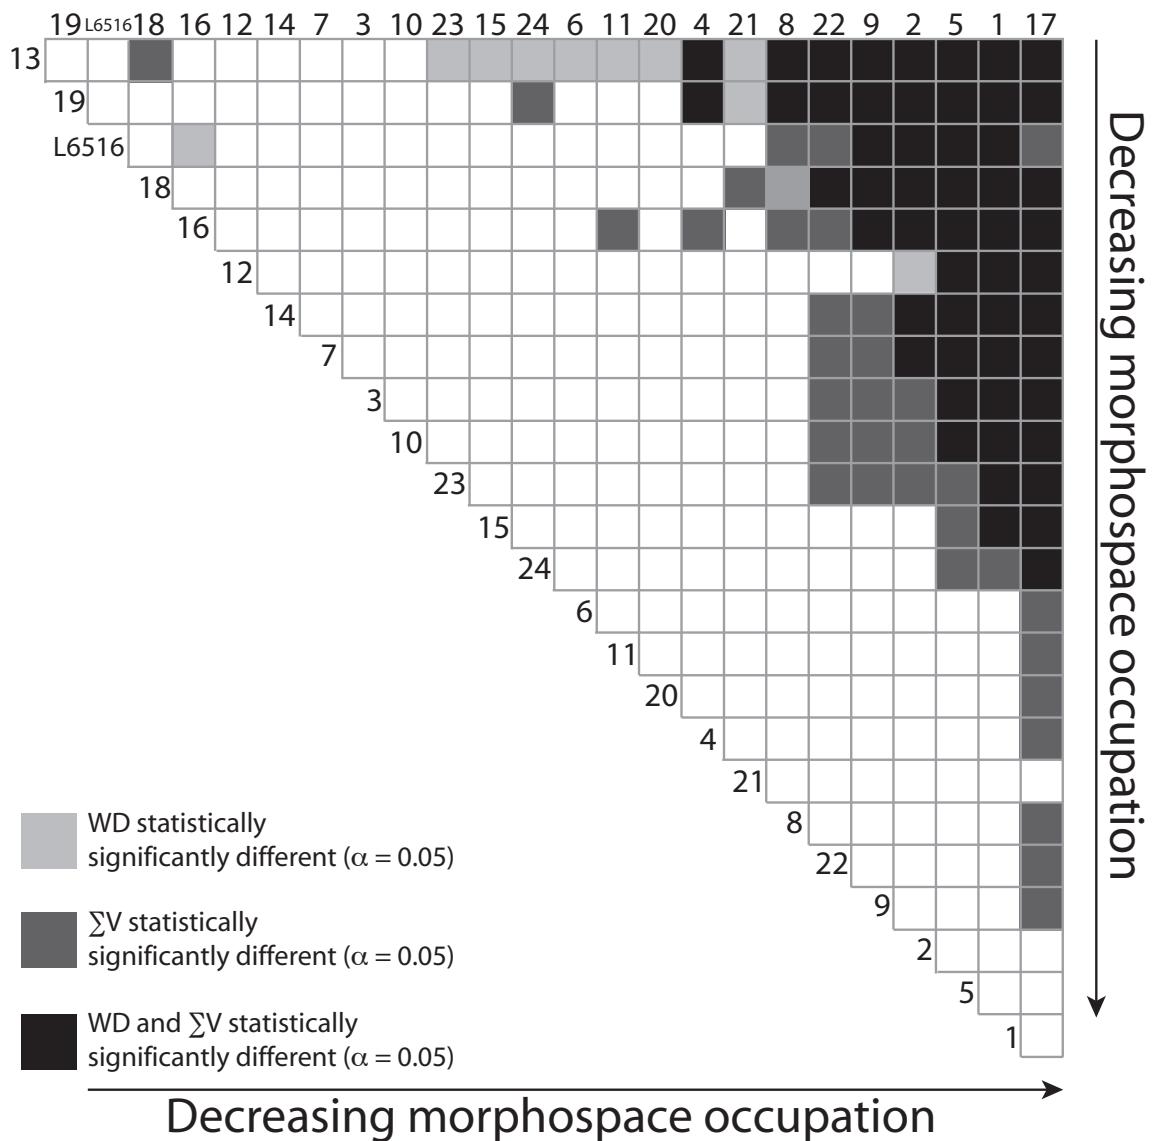 19 L6516 18 16 12 14 7 3 10 23 15 24 6 11 20 4 21 8 22 9 2 5 1 17
13
19
L6516
18
16
12
14
7
3
10
23
15
24
6
11
20
4
21
8
22
9
2
5
1
Decreasing morphospace occupation
WD statistically
significantly different (α = 0.05)
∑V statistically
significantly different (α = 0.05)
WD and ∑V statistically
significantly different (α = 0.05)
Decreasing morphospace occupation